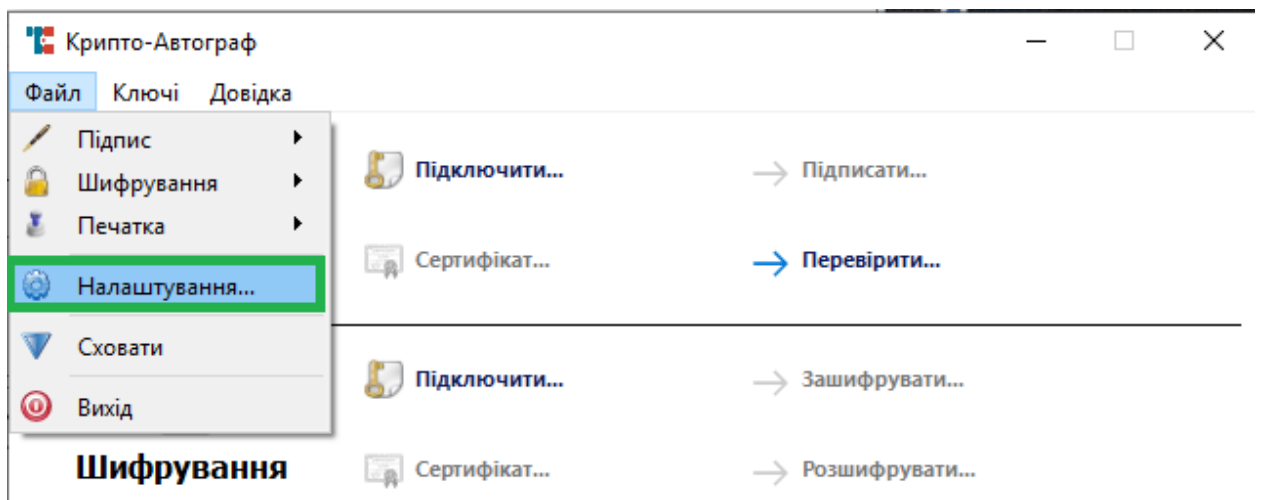 Крипто-Автограф
Файл Ключі Довідка
Підпис
Шифрування
Печатка
Налаштування...
Сховати
Вихід
Підключити... Підписати...
Сертифікат... Перевірити...
Підключити... Зашифрувати...
Шифрування Сертифікат... Розшифрувати...